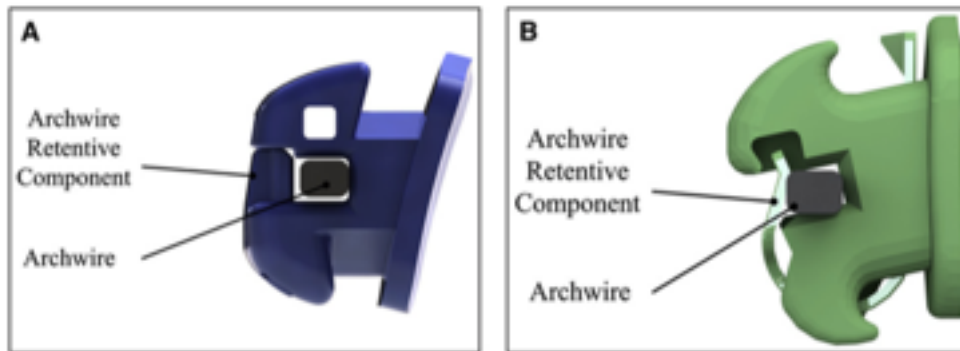 A
Archwire
Retentive
Component
Archwire
B
Archwire
Retentive
Component
Archwire